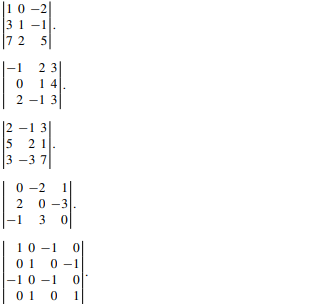 |1 0 −2|
|3 1 −1|.
|7 2 5|
|−1 2 3|
|0 1 4|.
|2 −1 3|
|2 −1 3|
|5 2 1|.
|3 −3 7|
|0 −2 1|
|2 0 −3|.
|−1 3 0|
|1 0 −1 0|
|0 1 0 −1|
|−1 0 −1 0|.
|0 1 0 1|